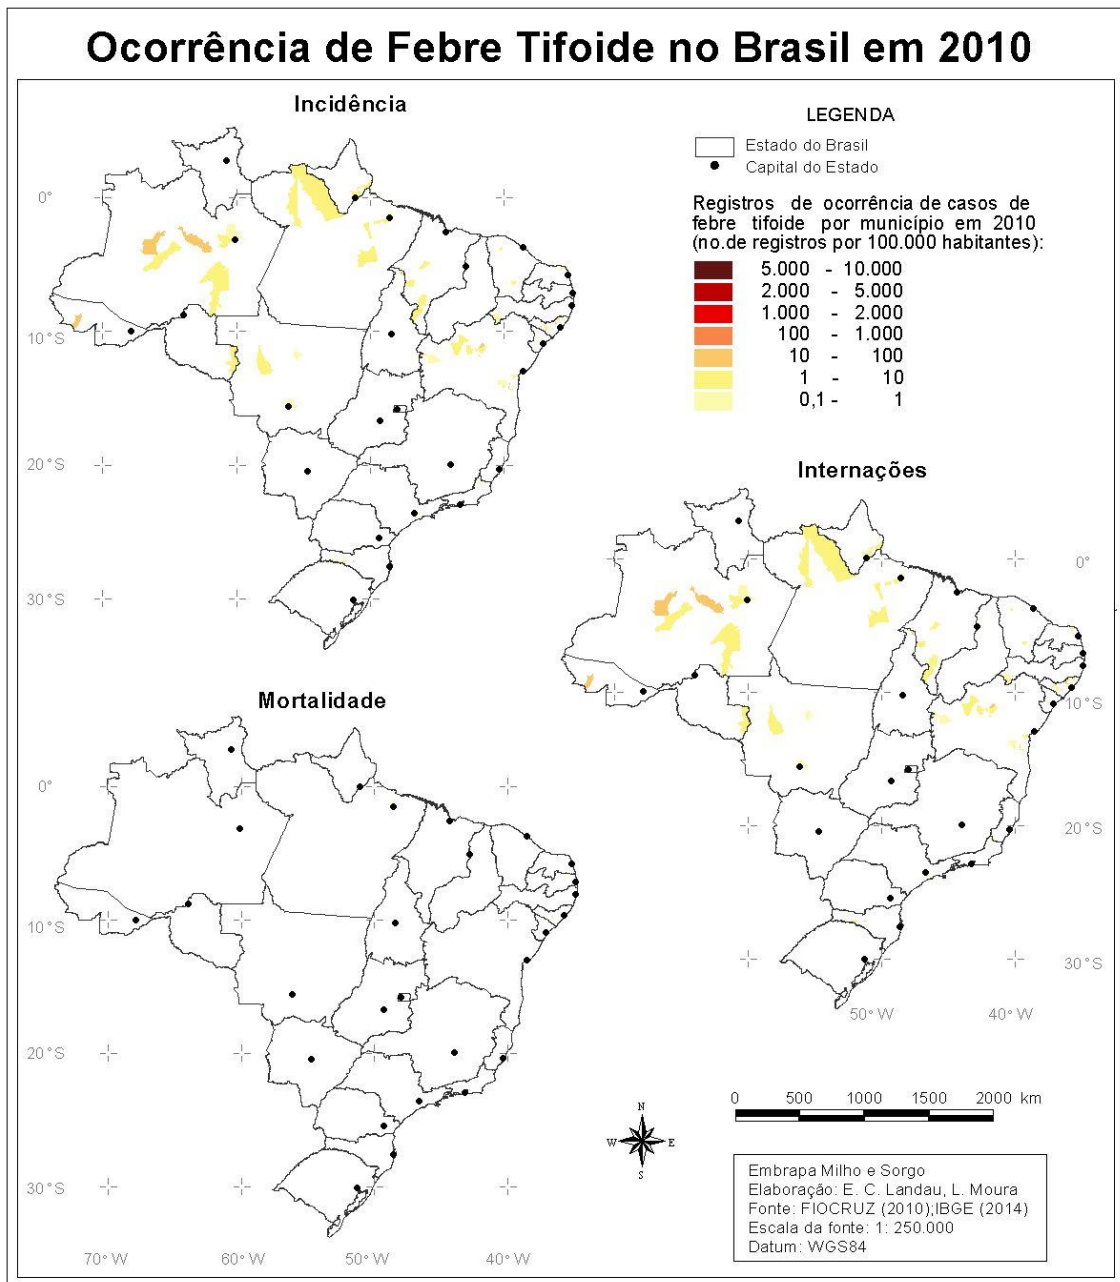 Ocorrência de Febre Tifoide no Brasil em 2010
Incidência
LEGENDA
Estado do Brasil
Capital do Estado
Registros de ocorrência de casos de
febre tifoide por município em 2010
(no.de registros por 100.000 habitantes):
5.000 - 10.000
2.000 - 5.000
1.000 - 2.000
100 - 1.000
10 - 100
1 - 10
0,1 - 1
0°
10°S
20°S
30°S
Internações
0°
10°S
20°S
30°S
50° W 40° W
Mortalidade
0°
10°S
20°S
30°S
70° W 60° W 50° W 40° W
0 500 1000 1500 2000 km
N
W E
S
Embrapa Milho e Sorgo
Elaboração: E. C. Landau, L. Moura
Fonte: FIOCRUZ (2010);IBGE (2014)
Escala da fonte: 1: 250.000
Datum: WGS84